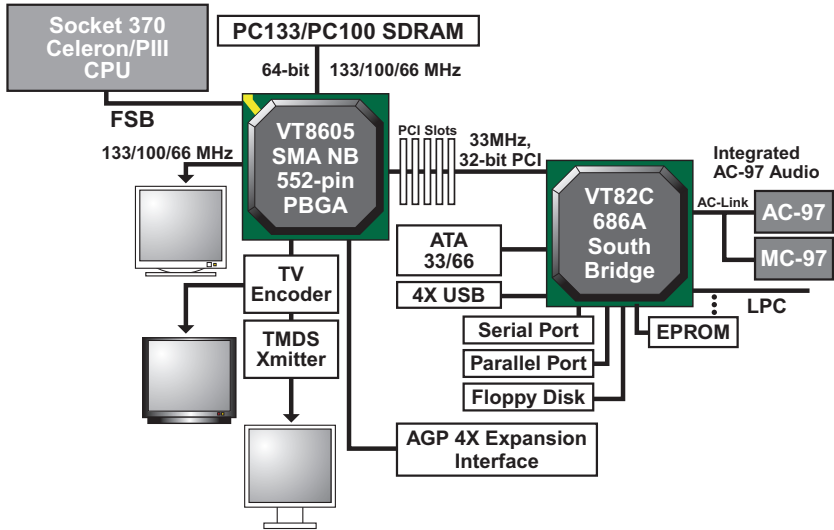 Socket 370
Celeron/PIII
CPU
PC133/PC100 SDRAM
64-bit
133/100/66 MHz
FSB
133/100/66 MHz
VT8605
SMA NB
552-pin
PBGA
PCI Slots
33MHz,
32-bit PCI
VT82C
686A
South
Bridge
Integrated
AC-97 Audio
AC-Link
AC-97
MC-97
LPC
EPROM
ATA
33/66
4X USB
Serial Port
Parallel Port
Floppy Disk
TV
Encoder
TMDS
Xmitter
AGP 4X Expansion
Interface